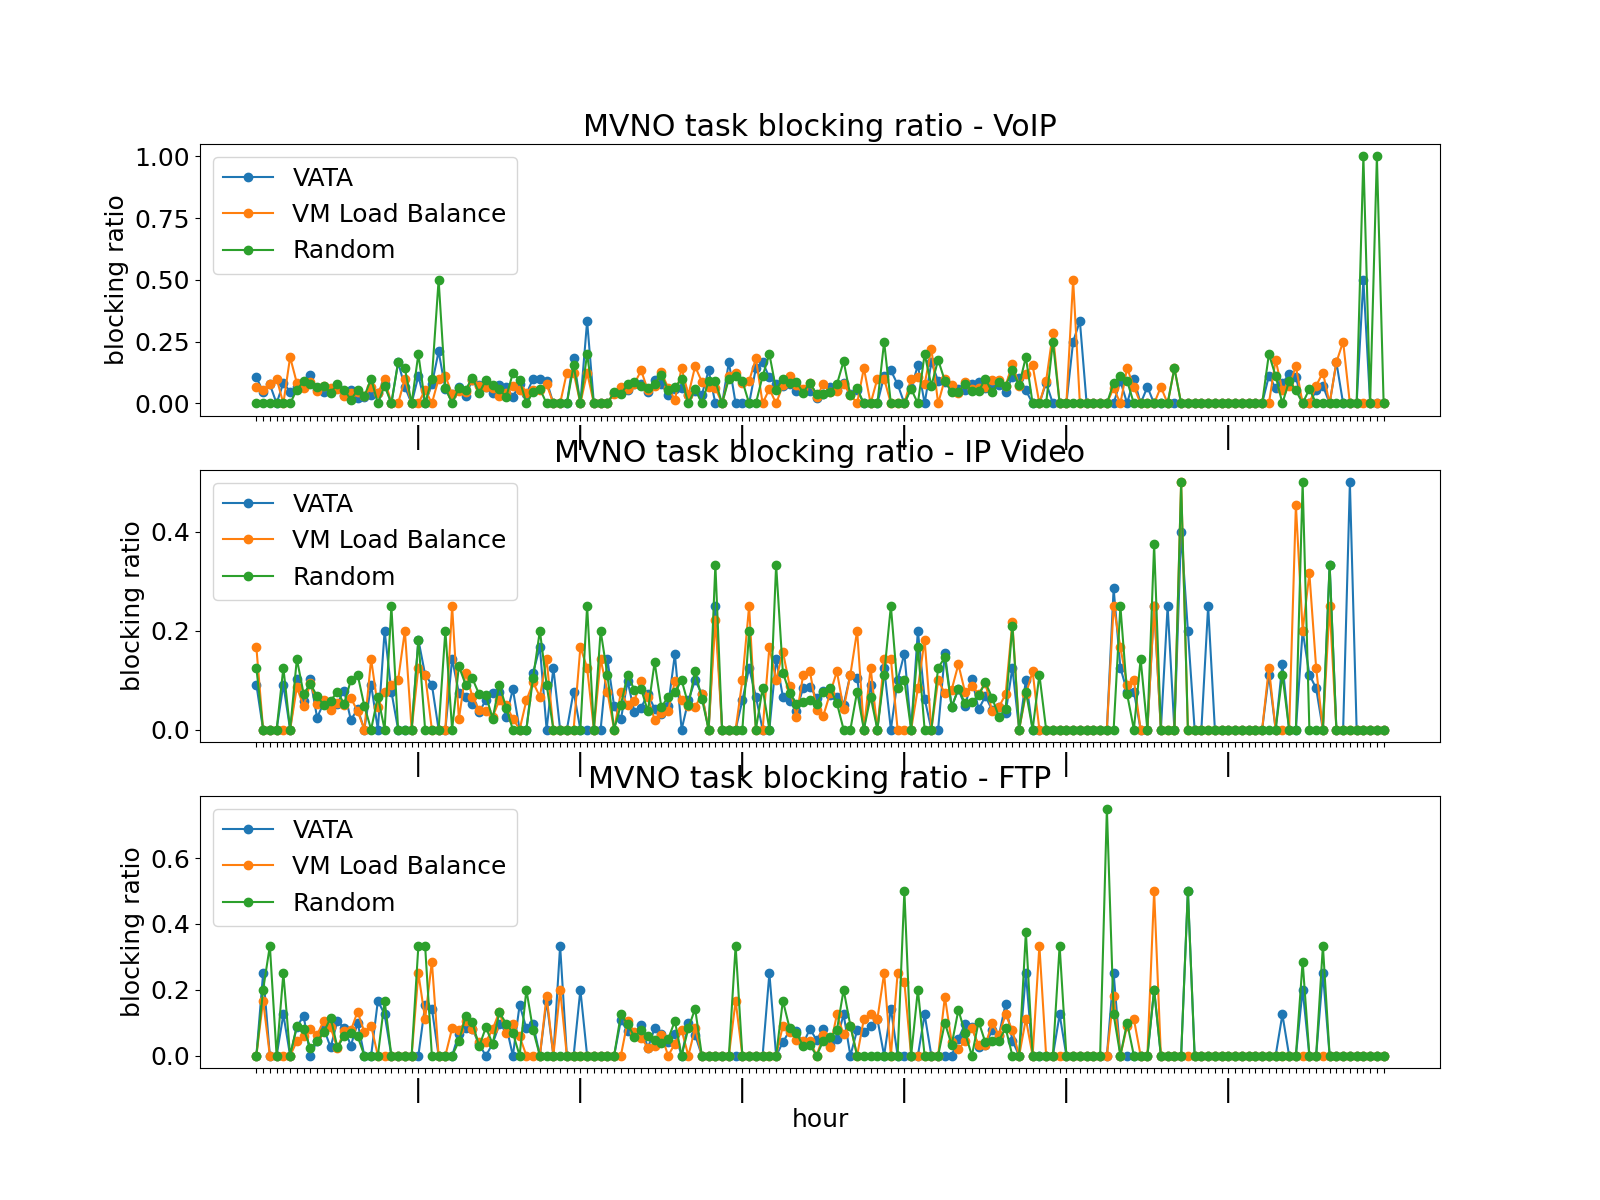 MVNO task blocking ratio - VoIP
1.00
0.75
0.50
0.25
0.00
blocking ratio
VATA
VM Load Balance
Random
| | | | | |
MVNO task blocking ratio - IP Video
0.4
0.2
0.0
blocking ratio
VATA
VM Load Balance
Random
| | | | | |
MVNO task blocking ratio - FTP
0.6
0.4
0.2
0.0
blocking ratio
VATA
VM Load Balance
Random
| | | | | |
hour